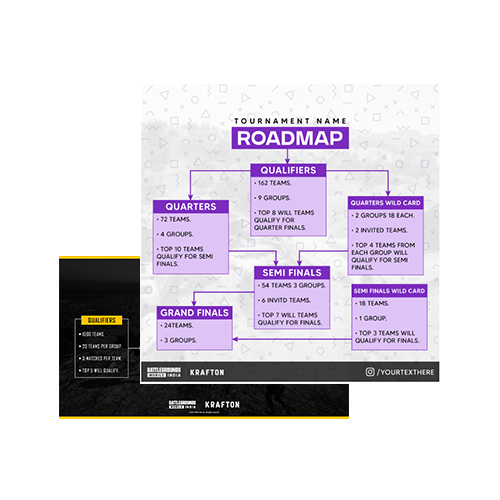 TOURNAMENT NAME
ROADMAP
QUALIFIERS
• 162 TEAMS.
• 9 GROUPS.
• TOP 8 WILL TEAMS
QUALIFY FOR
QUARTER FINALS.
QUARTERS
• 72 TEAMS.
• 4 GROUPS.
• TOP 10 TEAMS
QUALIFY FOR SEMI
FINALS.
QUARTERS WILD CARD
• 2 GROUPS 18 EACH.
• 2 INVITED TEAMS.
• TOP 4 TEAMS FROM
EACH GROUP WILL
QUALIFY FOR SEMI
FINALS.
SEMI FINALS
• 54 TEAMS 3 GROUPS.
• 6 INVITD TEAMS.
• TOP 7 WILL TEAMS
QUALIFY FOR FINALS.
SEMI FINALS WILD CARD
• 18 TEAMS.
• 1 GROUP.
• TOP 3 TEAMS WILL
QUALIFY FOR FINALS.
GRAND FINALS
• 24TEAMS.
• 3 GROUPS.
BATTLEGROUNDS
MOBILE INDIA
KRAFTON
/YOURTEXTHERE
QUALIFIERS
• 1000 TEAMS.
• 20 TEAMS PER GROUP.
• 3 MATCHES PER TEAM.
• TOP 5 WILL QUALIFY.
BATTLEGROUNDS
MOBILE INDIA
KRAFTON